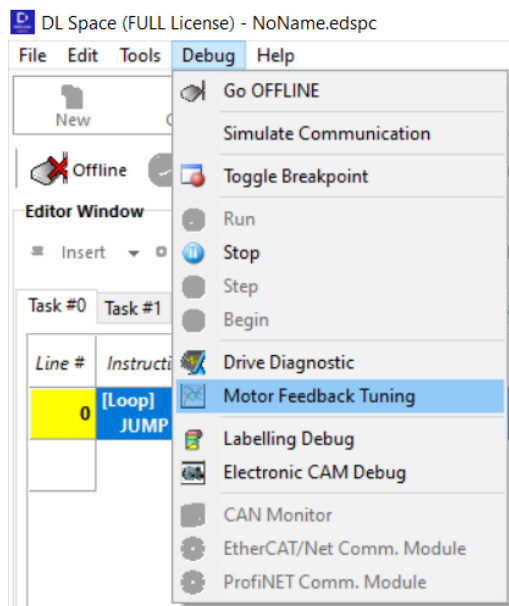 DL Space (FULL License) - NoName.edspc
File Edit Tools Debug Help
New
Go OFFLINE
Simulate Communication
Offline
Toggle Breakpoint
Editor Window
Run
Insert
Stop
Step
Task #0 Task #1
Begin
Line # Instructi
Drive Diagnostic
0 [Loop]
JUMP
Motor Feedback Tuning
Labelling Debug
Electronic CAM Debug
CAN Monitor
EtherCAT/Net Comm. Module
ProfiNET Comm. Module